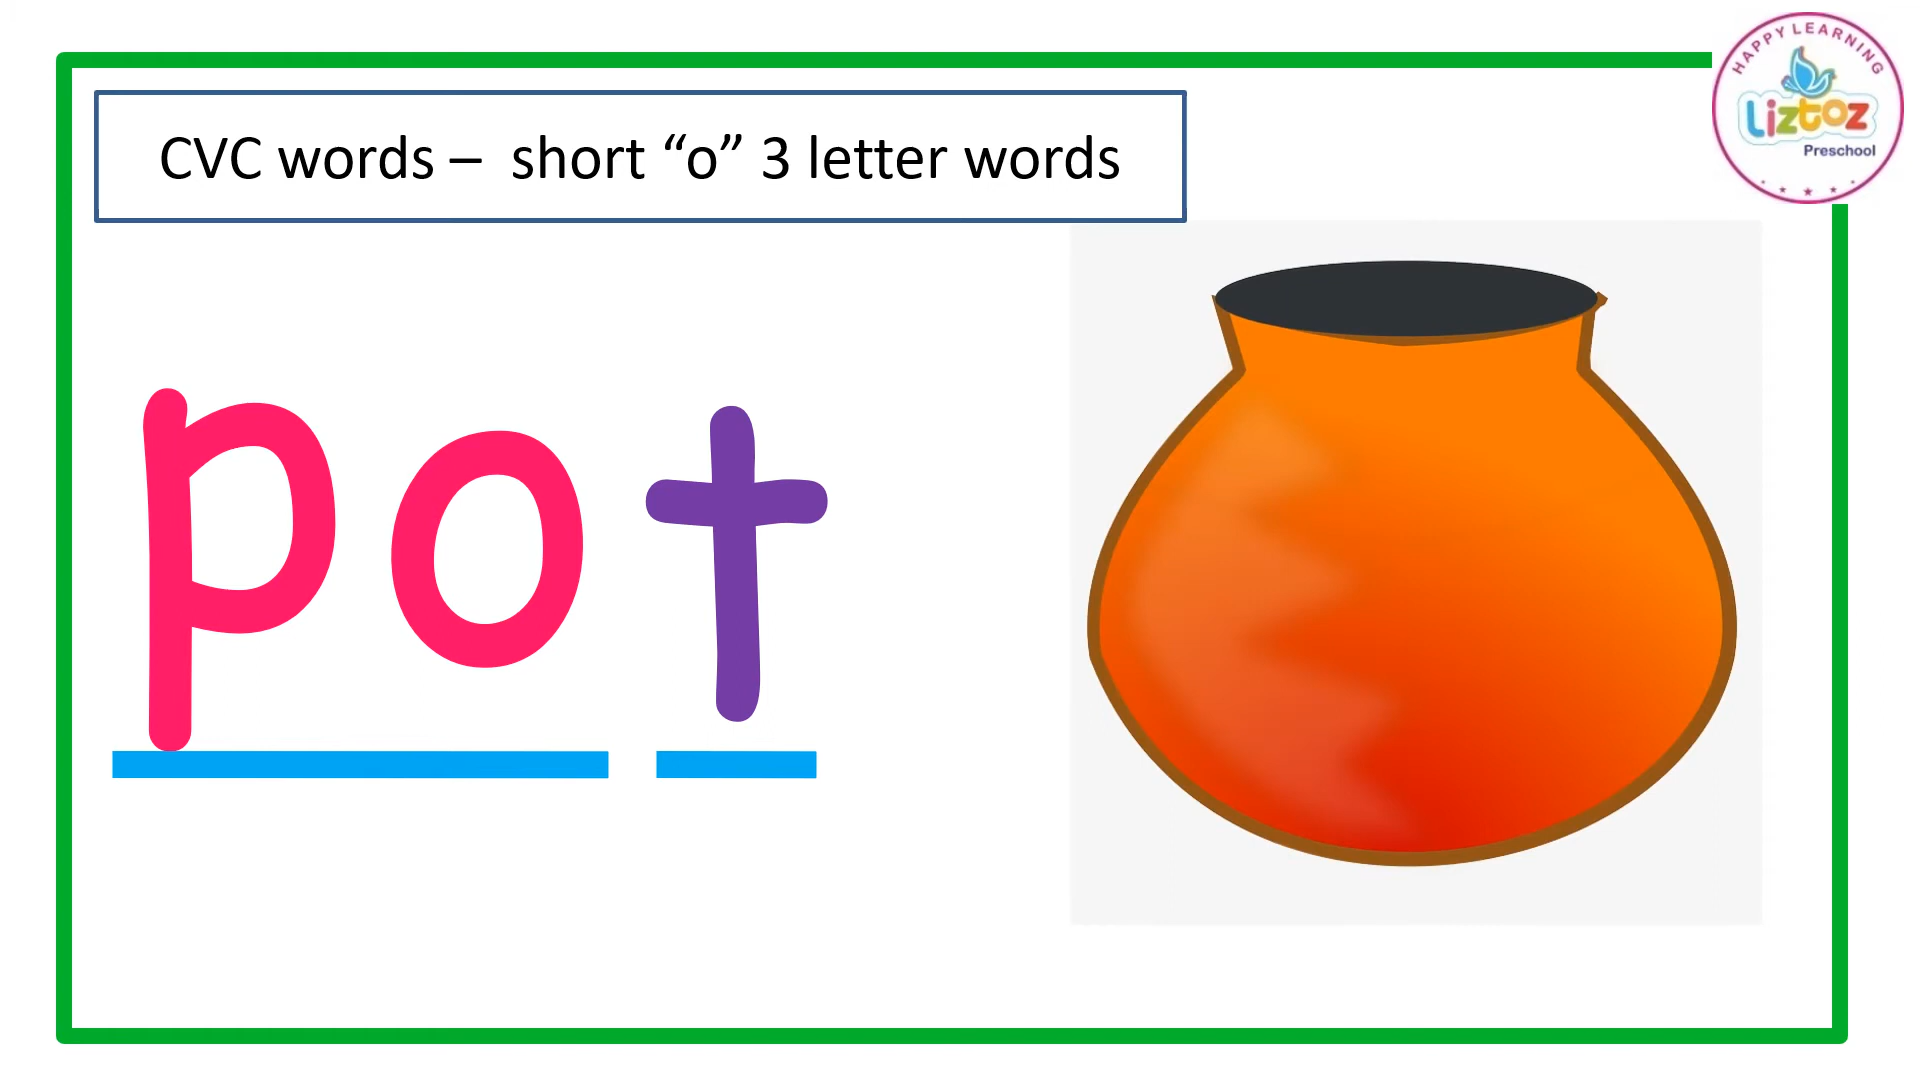 HAPPY LEARNING
Liztoz
Preschool
CVC words – short “o” 3 letter words
pot